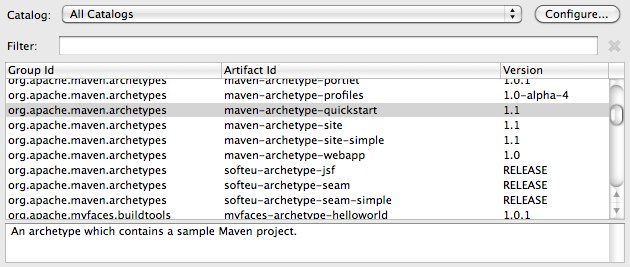 Catalog: All Catalogs Configure...
Filter:
Group Id Artifact Id Version
org.apache.maven.archetypes maven-archetype-portlet 1.0.1
org.apache.maven.archetypes maven-archetype-profiles 1.0-alpha-4
org.apache.maven.archetypes maven-archetype-quickstart 1.1
org.apache.maven.archetypes maven-archetype-site 1.1
org.apache.maven.archetypes maven-archetype-site-simple 1.1
org.apache.maven.archetypes maven-archetype-webapp 1.0
org.apache.maven.archetypes softeu-archetype-jsf RELEASE
org.apache.maven.archetypes softeu-archetype-seam RELEASE
org.apache.maven.archetypes softeu-archetype-seam-simple RELEASE
org.apache.myfaces.buildtools myfaces-archetype-helloworld 1.0.1
An archetype which contains a sample Maven project.